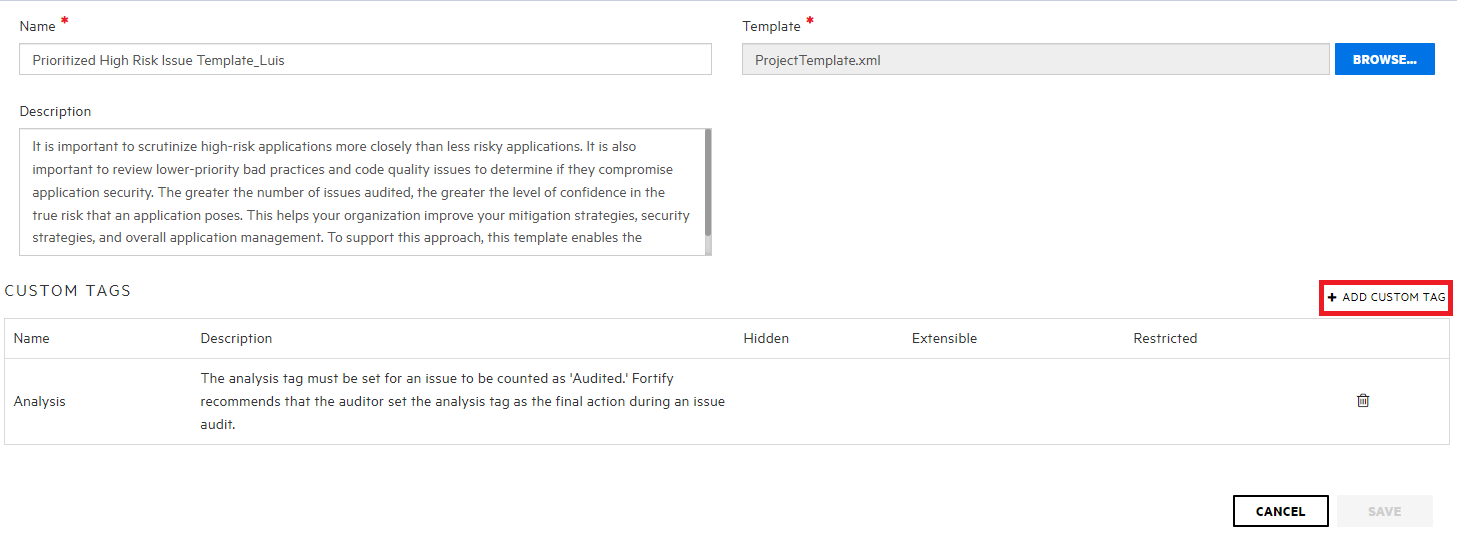 Name *
Template *
Prioritized High Risk Issue Template_Luis
ProjectTemplate.xml
BROWSE...
Description
It is important to scrutinize high-risk applications more closely than less risky applications. It is also
important to review lower-priority bad practices and code quality issues to determine if they compromise
application security. The greater the number of issues audited, the greater the level of confidence in the
true risk that an application poses. This helps your organization improve your mitigation strategies, security
strategies, and overall application management. To support this approach, this template enables the
CUSTOM TAGS
+ ADD CUSTOM TAG
Name Description Hidden Extensible Restricted
Analysis
The analysis tag must be set for an issue to be counted as 'Audited.' Fortify
recommends that the auditor set the analysis tag as the final action during an issue
audit.
CANCEL
SAVE